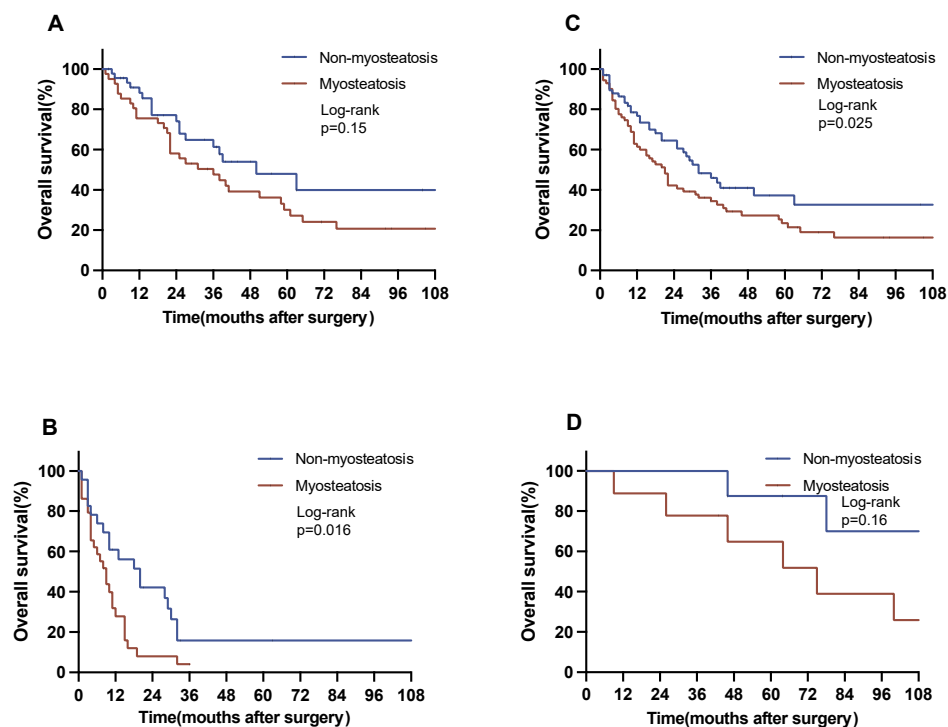 A
Non-myosteatosis
Myosteatosis
Log-rank
p=0.15
Overall survival(%)
100
80
60
40
20
0
0 12 24 36 48 60 72 84 96 108
Time(mouths after surgery)
C
Non-myosteatosis
Myosteatosis
Log-rank
p=0.025
Overall survival(%)
100
80
60
40
20
0
0 12 24 36 48 60 72 84 96 108
Time(mouths after surgery)
B
Non-myosteatosis
Myosteatosis
Log-rank
p=0.016
Overall survival(%)
100
80
60
40
20
0
0 12 24 36 48 60 72 84 96 108
Time(mouths after surgery)
D
Non-myosteatosis
Myosteatosis
Log-rank
p=0.16
Overall survival(%)
100
80
60
40
20
0
0 12 24 36 48 60 72 84 96 108
Time(mouths after surgery)